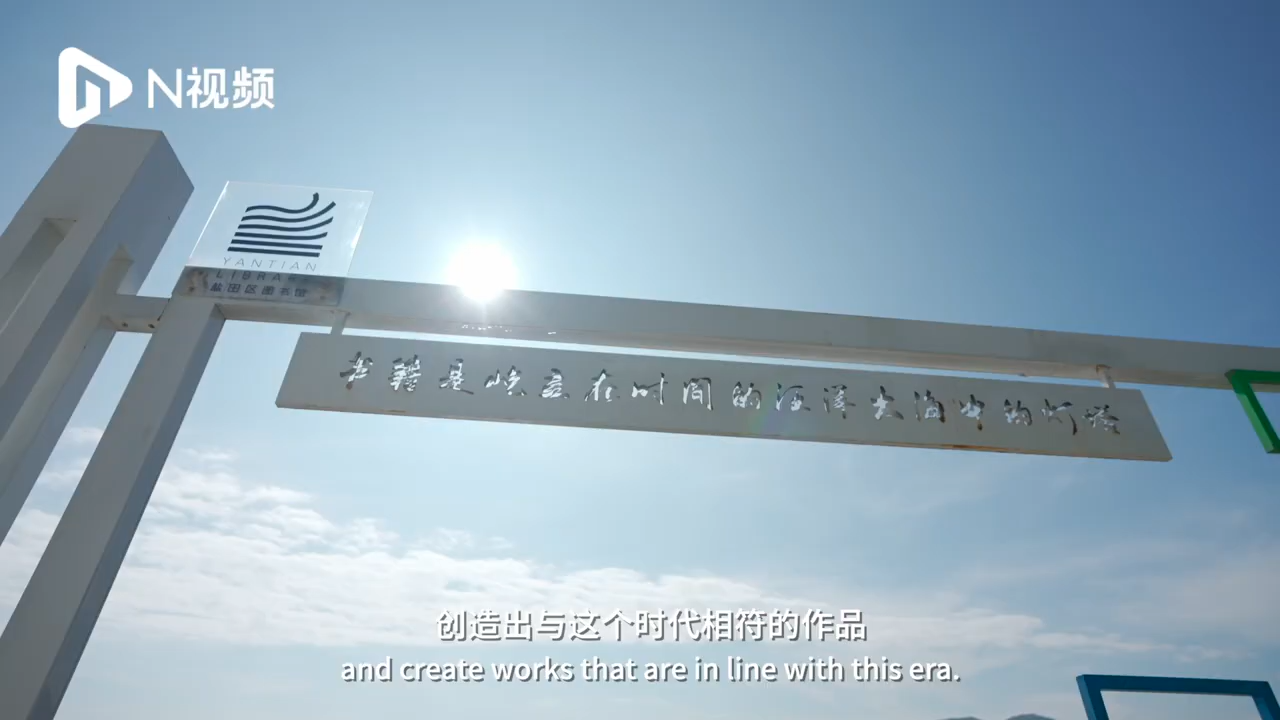 N视频
YANTIAN
LIBRARY
盐田区图书馆
书籍是屹立在时间的汪洋大海中的灯塔
创造出与这个时代相符的作品
and create works that are in line with this era.